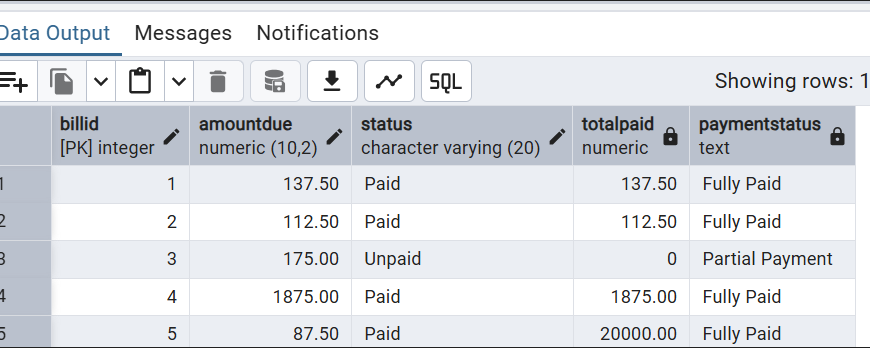 Data Output Messages Notifications
SQL Showing rows: 1
billid amountdue status totalpaid paymentstatus
[PK] integer numeric (10,2) character varying (20) numeric text
1 1 137.50 Paid 137.50 Fully Paid
2 2 112.50 Paid 112.50 Fully Paid
3 3 175.00 Unpaid 0 Partial Payment
4 4 1875.00 Paid 1875.00 Fully Paid
5 5 87.50 Paid 20000.00 Fully Paid